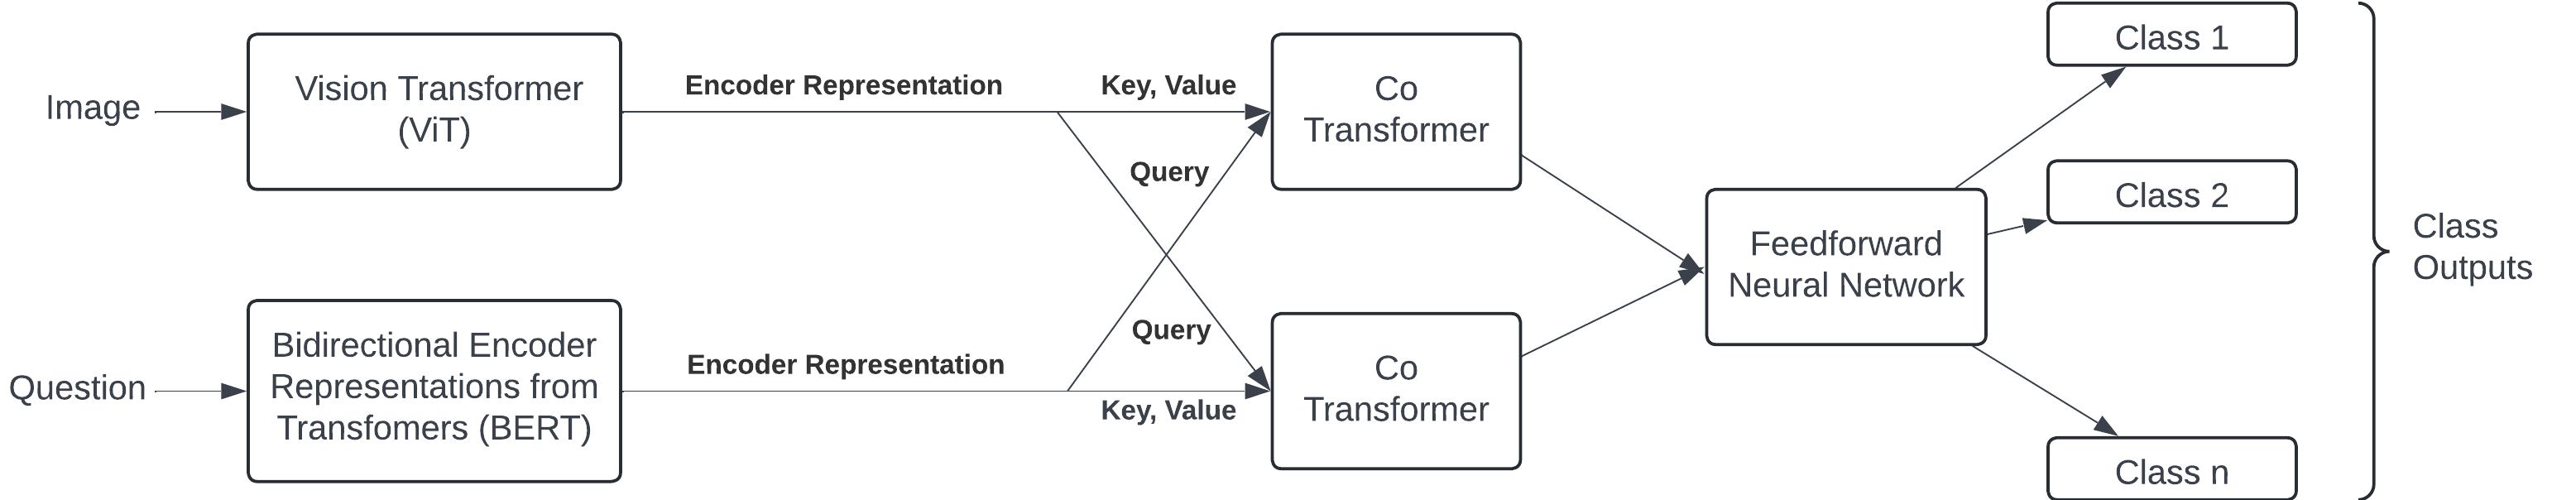 Image
Vision Transformer
(ViT)
Encoder Representation
Key, Value
Query
Co
Transformer
Question
Bidirectional Encoder
Representations from
Transfomers (BERT)
Encoder Representation
Query
Key, Value
Co
Transformer
Feedforward
Neural Network
Class 1
Class 2
Class n
Class
Outputs